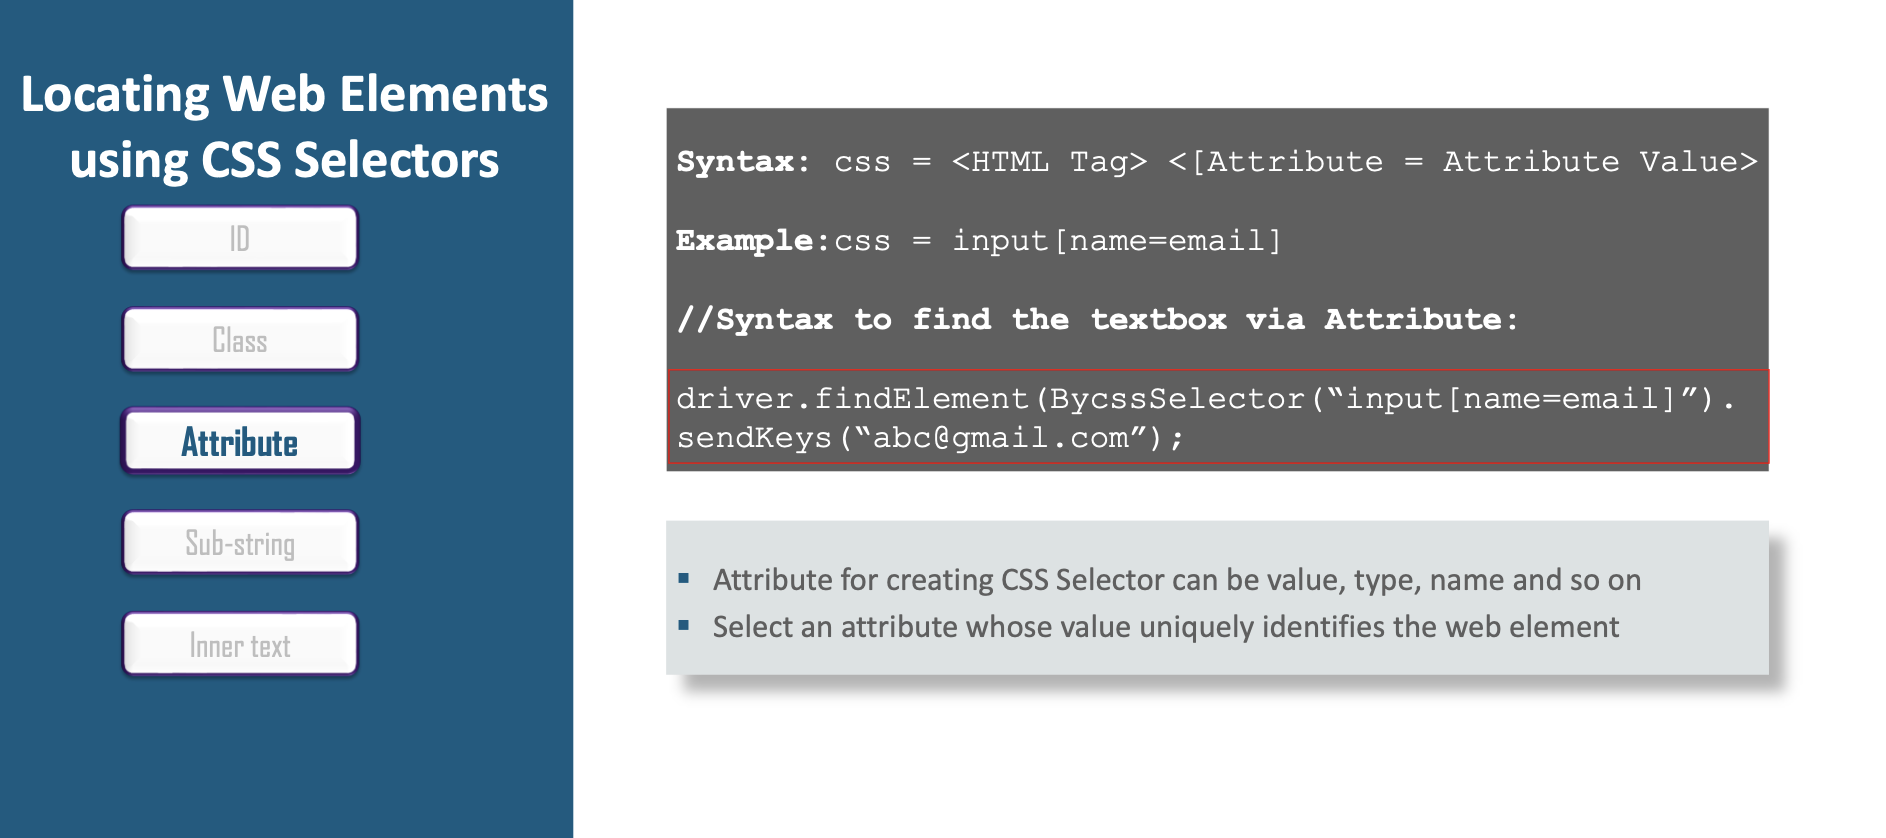 Locating Web Elements
using CSS Selectors
ID
Class
Attribute
Sub-string
Inner text
Syntax: css = <HTML Tag> <[Attribute = Attribute Value>
Example:css = input[name=email]
//Syntax to find the textbox via Attribute:
driver.findElement(BycssSelector(“input[name=email]”).
sendKeys(“abc@gmail.com”);
▪ Attribute for creating CSS Selector can be value, type, name and so on
▪ Select an attribute whose value uniquely identifies the web element